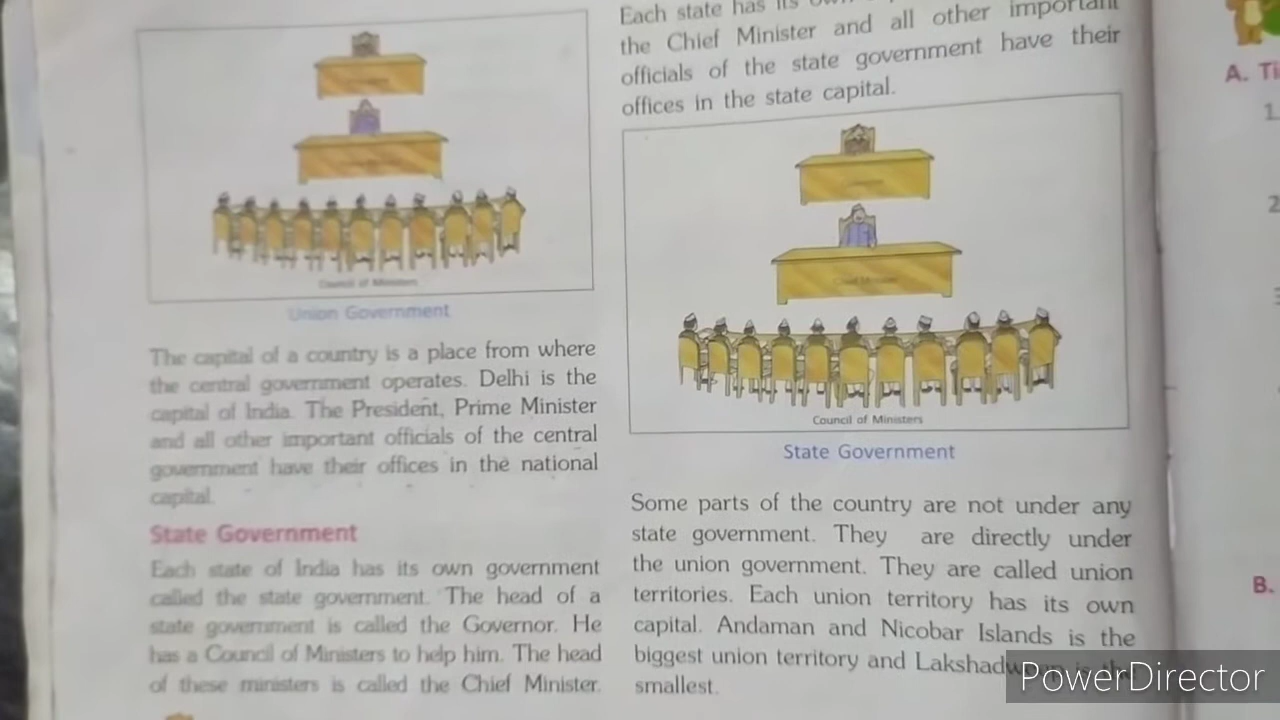 Council of Ministers
Union Government
The capital of a country is a place from where
the central government operates. Delhi is the
capital of India. The President, Prime Minister
and all other important officials of the central
government have their offices in the national
capital.
State Government
Each state of India has its own government
called the state government. The head of a
state government is called the Governor. He
has a Council of Ministers to help him. The head
of these ministers is called the Chief Minister.
Each state has its
the Chief Minister and all other important
officials of the state government have their
offices in the state capital.
Chief Minister
Council of Ministers
State Government
Some parts of the country are not under any
state government. They are directly under
the union government. They are called union
territories. Each union territory has its own
capital. Andaman and Nicobar Islands is the
biggest union territory and
smallest.
A.
1.
2
B.
PowerDirector